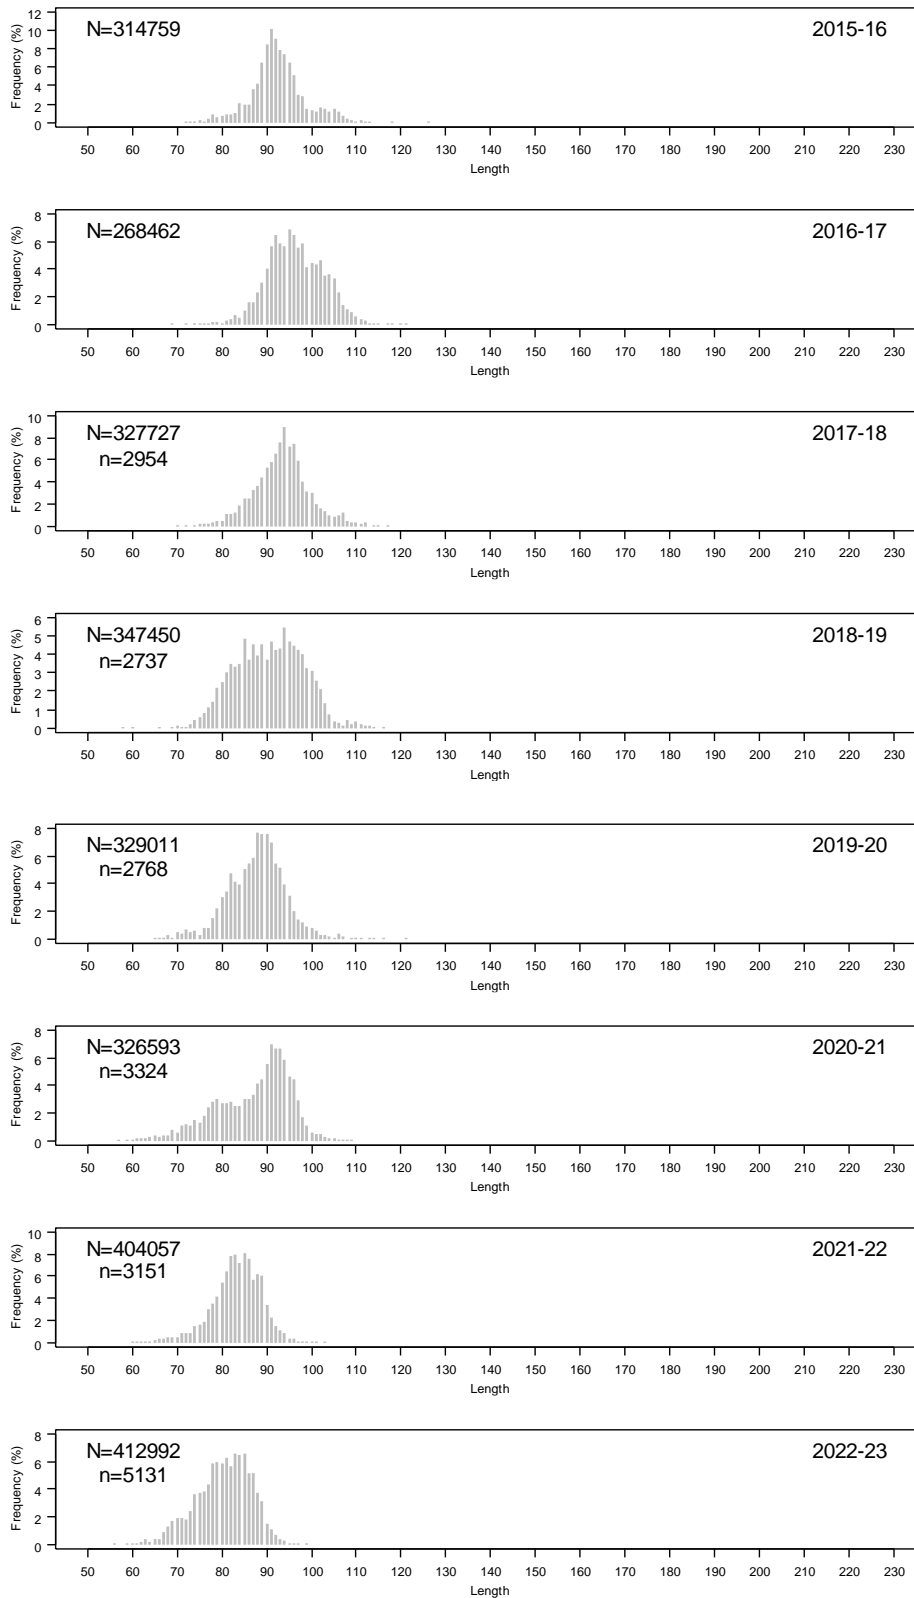 12
10
8
6
4
2
0
Frequency (%)
N=314759
2015-16
50 60 70 80 90 100 110 120 130 140 150 160 170 180 190 200 210 220 230
Length
8
6
4
2
0
Frequency (%)
N=268462
2016-17
50 60 70 80 90 100 110 120 130 140 150 160 170 180 190 200 210 220 230
Length
10
8
6
4
2
0
Frequency (%)
N=327727
n=2954
2017-18
50 60 70 80 90 100 110 120 130 140 150 160 170 180 190 200 210 220 230
Length
6
5
4
3
2
1
0
Frequency (%)
N=347450
n=2737
2018-19
50 60 70 80 90 100 110 120 130 140 150 160 170 180 190 200 210 220 230
Length
8
6
4
2
0
Frequency (%)
N=329011
n=2768
2019-20
50 60 70 80 90 100 110 120 130 140 150 160 170 180 190 200 210 220 230
Length
8
6
4
2
0
Frequency (%)
N=326593
n=3324
2020-21
50 60 70 80 90 100 110 120 130 140 150 160 170 180 190 200 210 220 230
Length
10
8
6
4
2
0
Frequency (%)
N=404057
n=3151
2021-22
50 60 70 80 90 100 110 120 130 140 150 160 170 180 190 200 210 220 230
Length
8
6
4
2
0
Frequency (%)
N=412992
n=5131
2022-23
50 60 70 80 90 100 110 120 130 140 150 160 170 180 190 200 210 220 230
Length